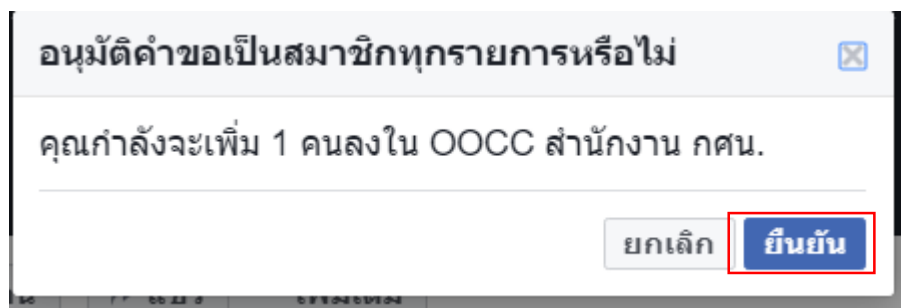 อนุมัติคำขอเป็นสมาชิกทุกรายการหรือไม่
คุณกำลังจะเพิ่ม 1 คนลงใน OOCC สำนักงาน กศน.
ยกเลิก ยืนยัน